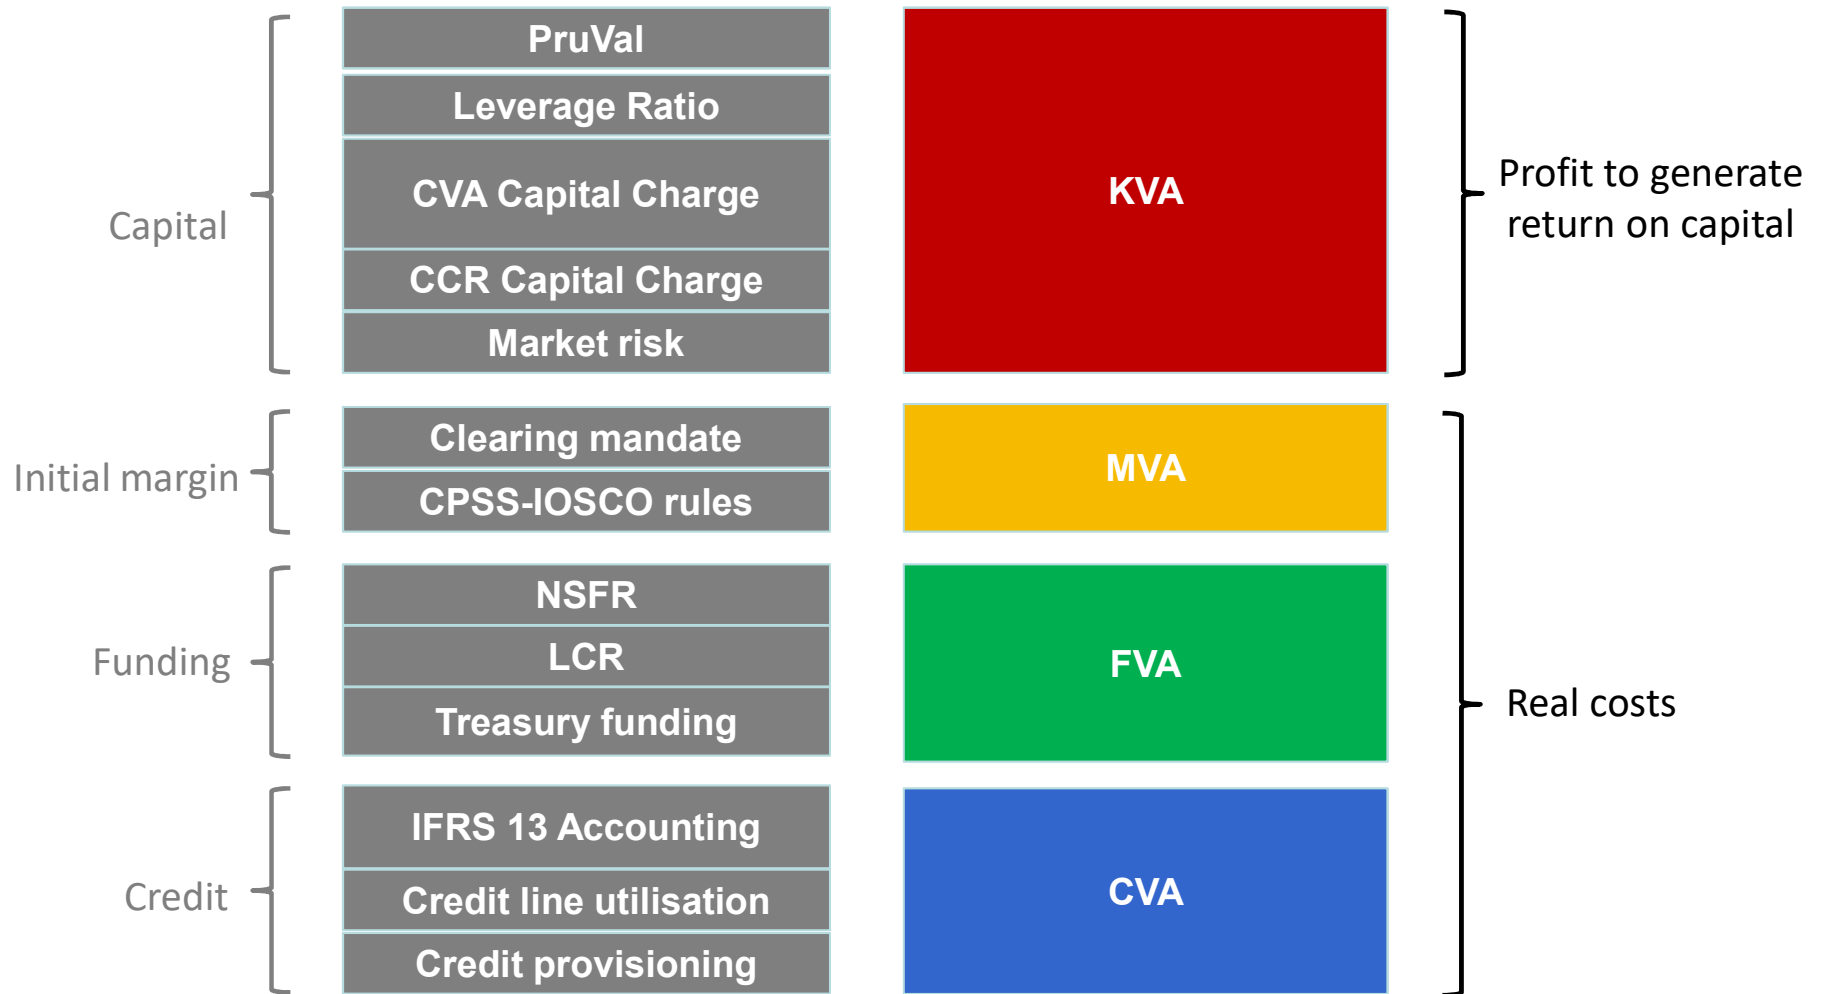 Capital
PruVal
Leverage Ratio
CVA Capital Charge
CCR Capital Charge
Market risk
KVA
Profit to generate
return on capital
Initial margin
Clearing mandate
CPSS-IOSCO rules
MVA
Funding
NSFR
LCR
Treasury funding
FVA
Real costs
Credit
IFRS 13 Accounting
Credit line utilisation
Credit provisioning
CVA